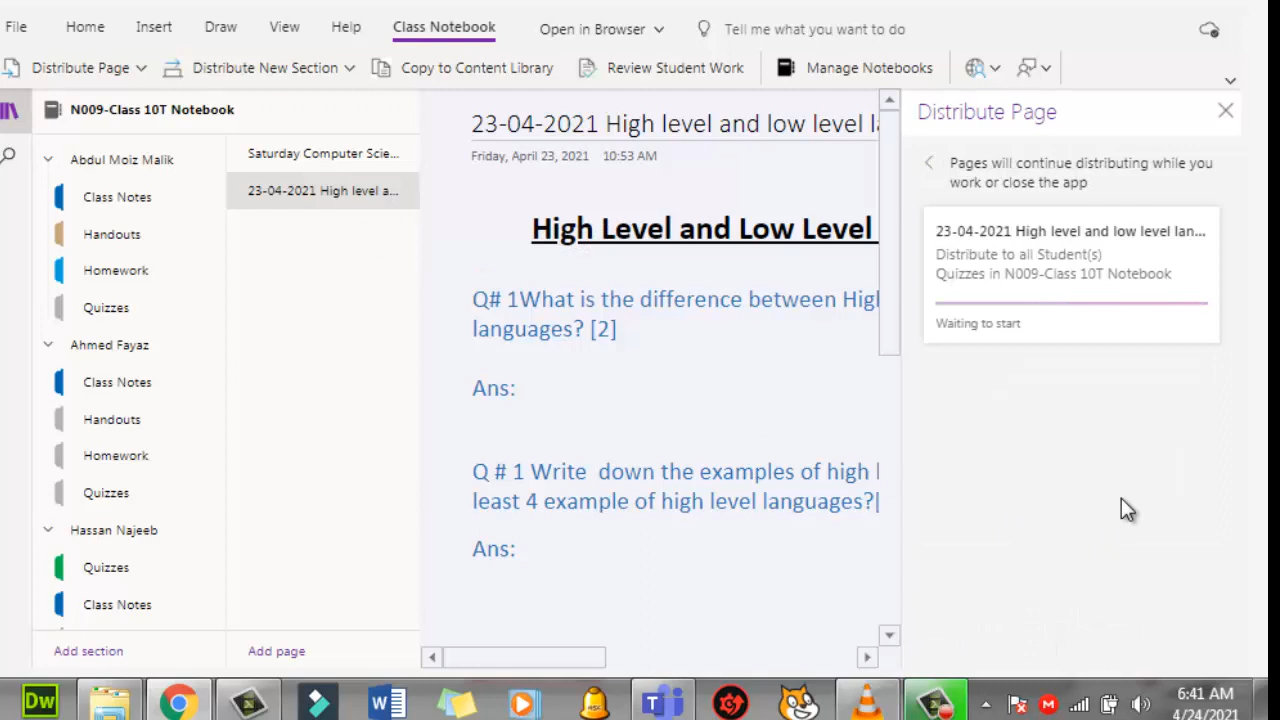 File Home Insert Draw View Help Class Notebook Open in Browser Tell me what you want to do
Distribute Page Distribute New Section Copy to Content Library Review Student Work Manage Notebooks
N009-Class 10T Notebook
Abdul Moiz Malik
Class Notes
Handouts
Homework
Quizzes
Ahmed Fayaz
Class Notes
Handouts
Homework
Quizzes
Hassan Najeeb
Quizzes
Class Notes
Add section
Saturday Computer Scie...
23-04-2021 High level a...
Add page
23-04-2021 High level and low level l
Friday, April 23, 2021 10:53 AM
High Level and Low Level
Q# 1What is the difference between High
languages? [2]
Ans:
Q # 1 Write down the examples of high l
least 4 example of high level languages?[
Ans:
Distribute Page
Pages will continue distributing while you
work or close the app
23-04-2021 High level and low level lan...
Distribute to all Student(s)
Quizzes in N009-Class 10T Notebook
Waiting to start
Dw
6:41 AM
4/24/2021